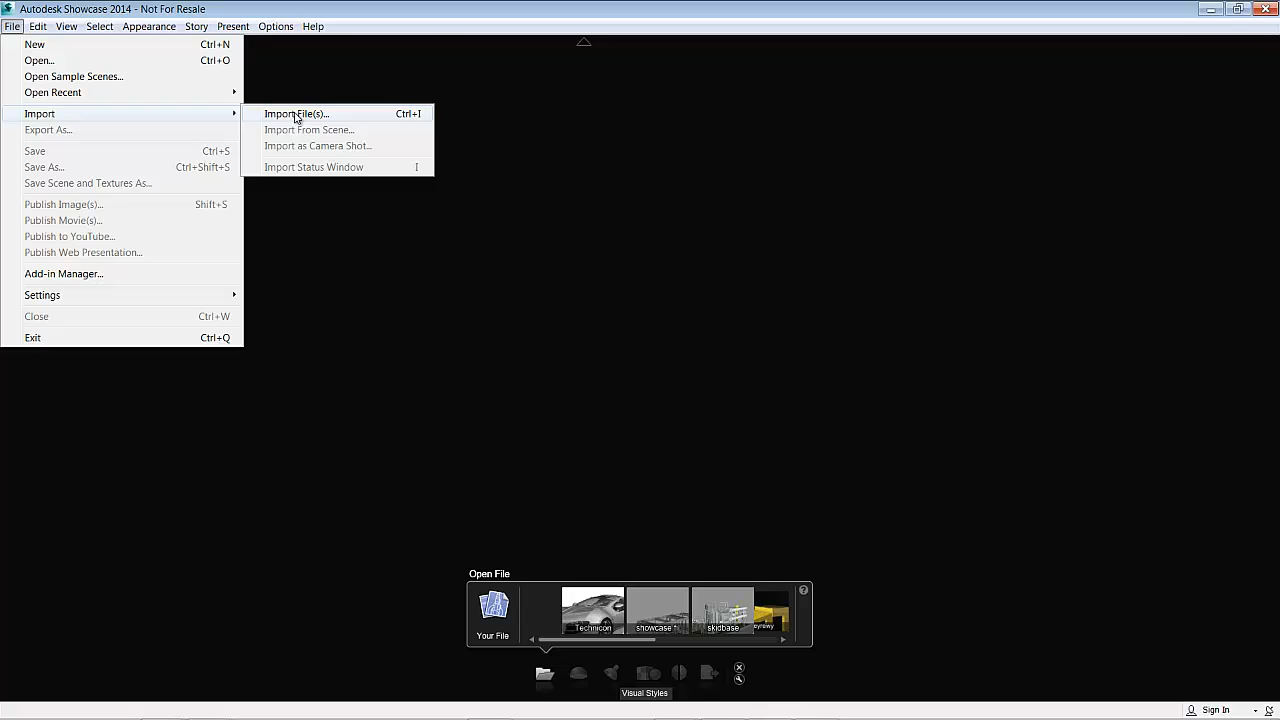 Autodesk Showcase 2014 - Not For Resale
File Edit View Select Appearance Story Present Options Help
New Ctrl+N
Open... Ctrl+O
Open Sample Scenes...
Open Recent
Import
Import File(s)... Ctrl+I
Export As...
Import From Scene...
Import as Camera Shot...
Save Ctrl+S
Save As... Ctrl+Shift+S
Import Status Window I
Save Scene and Textures As...
Publish Image(s)... Shift+S
Publish Movie(s)...
Publish to YouTube...
Publish Web Presentation...
Add-in Manager...
Settings
Close Ctrl+W
Exit Ctrl+Q
Open File
Your File
Technicon
showcase
skidbase
Visual Styles
Sign In